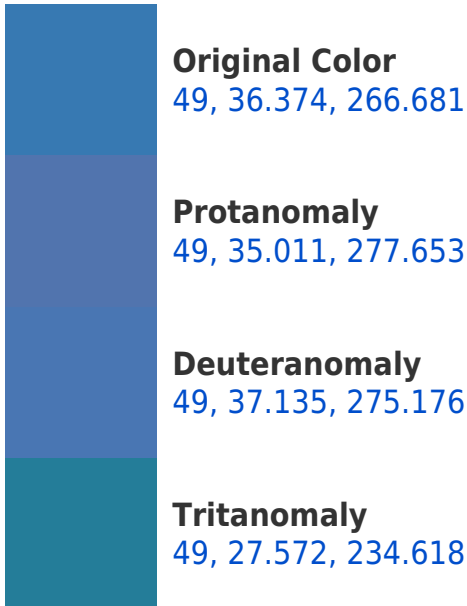 Original Color
49, 36.374, 266.681
Protanomaly
49, 35.011, 277.653
Deuteranomaly
49, 37.135, 275.176
Tritanomaly
49, 27.572, 234.618